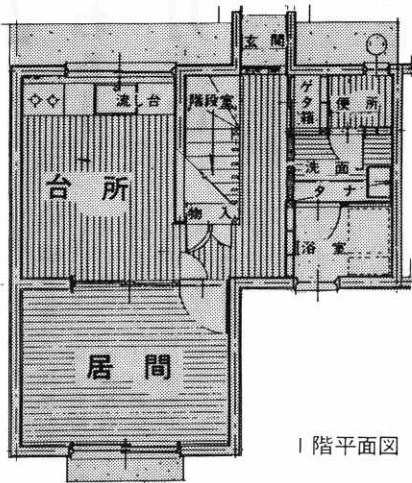 玄関
流し台
階段室
ゲタ箱
便所
台所
洗面
タナ
物入
浴室
居間
1階平面図